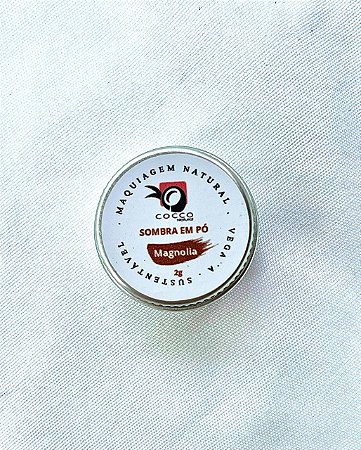 MAQUIAGEM NATURAL · VEGANA · SUSTENTÁVEL ·
COCCO
SOMBRA EM PÓ
Magnolia
2g